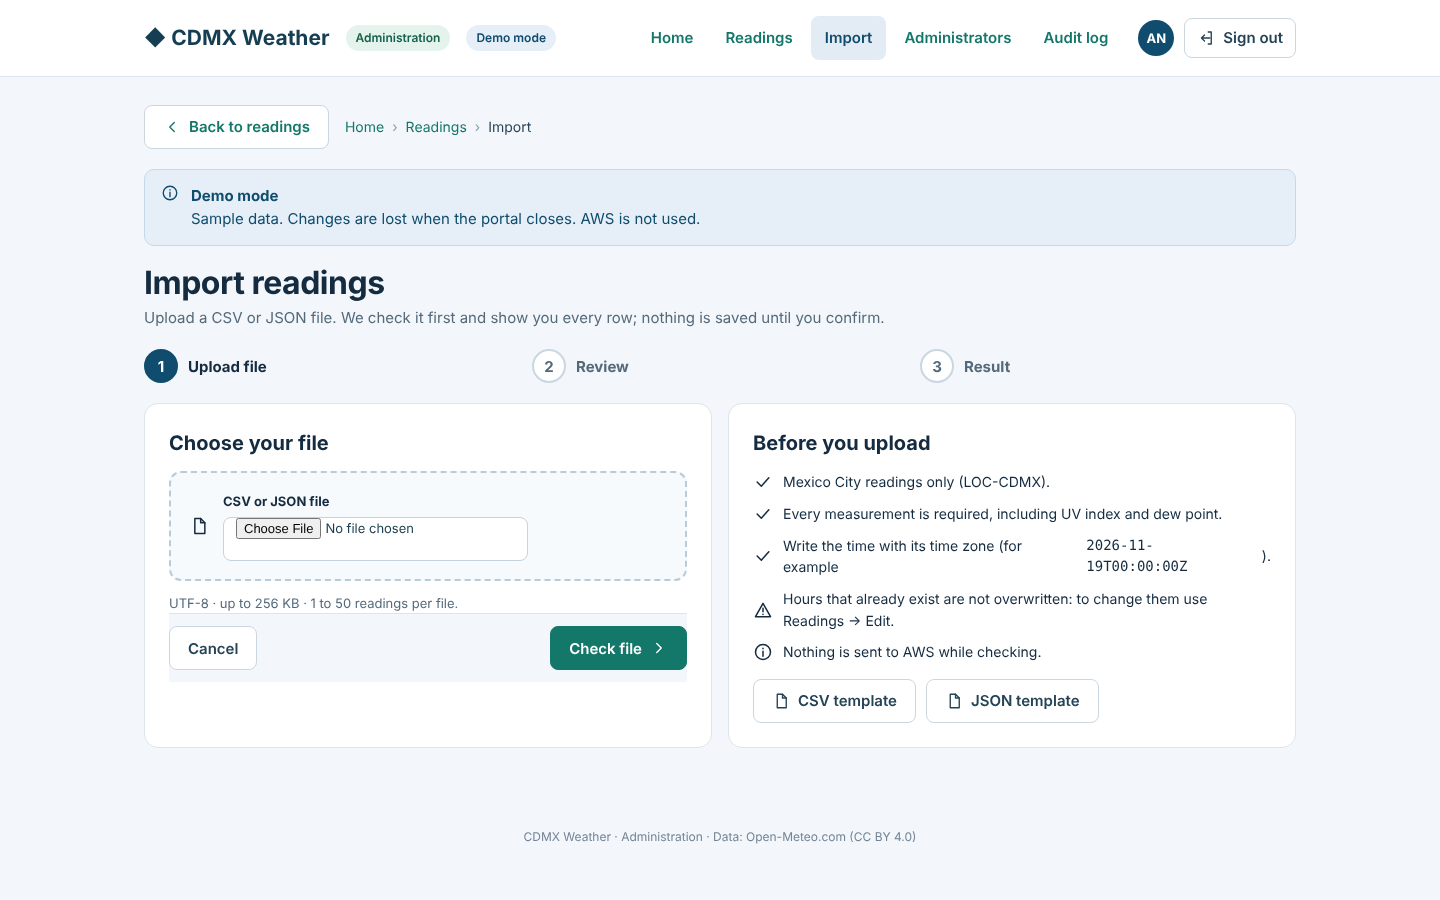 CDMX Weather
Administration
Demo mode
Home
Readings
Import
Administrators
Audit log
AN
Sign out
Back to readings
Home › Readings › Import
Demo mode
Sample data. Changes are lost when the portal closes. AWS is not used.
Import readings
Upload a CSV or JSON file. We check it first and show you every row; nothing is saved until you confirm.
1 Upload file
2 Review
3 Result
Choose your file
CSV or JSON file
Choose File No file chosen
UTF-8 · up to 256 KB · 1 to 50 readings per file.
Cancel
Check file
Before you upload
Mexico City readings only (LOC-CDMX).
Every measurement is required, including UV index and dew point.
Write the time with its time zone (for
example
2026-11-
19T00:00:00Z
).
Hours that already exist are not overwritten: to change them use
Readings → Edit.
Nothing is sent to AWS while checking.
CSV template
JSON template
CDMX Weather · Administration · Data: Open-Meteo.com (CC BY 4.0)